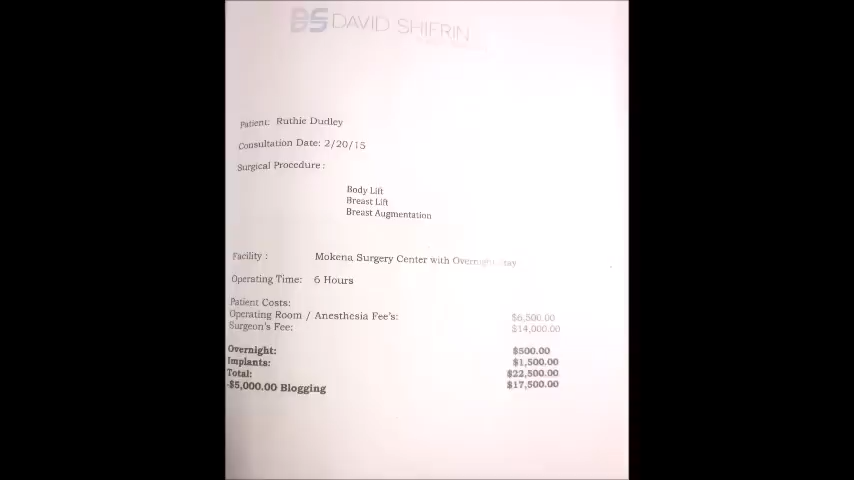 DS DAVID SHIFRIN
Patient: Ruthie Dudley
Consultation Date: 2/20/15
Surgical Procedure :
Body Lift
Breast Lift
Breast Augmentation
Facility : Mokena Surgery Center with Overnight Stay
Operating Time: 6 Hours
Patient Costs:
Operating Room / Anesthesia Fee's: $6,500.00
Surgeon's Fee: $14,000.00
Overnight: $500.00
Implants: $1,500.00
Total: $22,500.00
-$5,000.00 Blogging $17,500.00